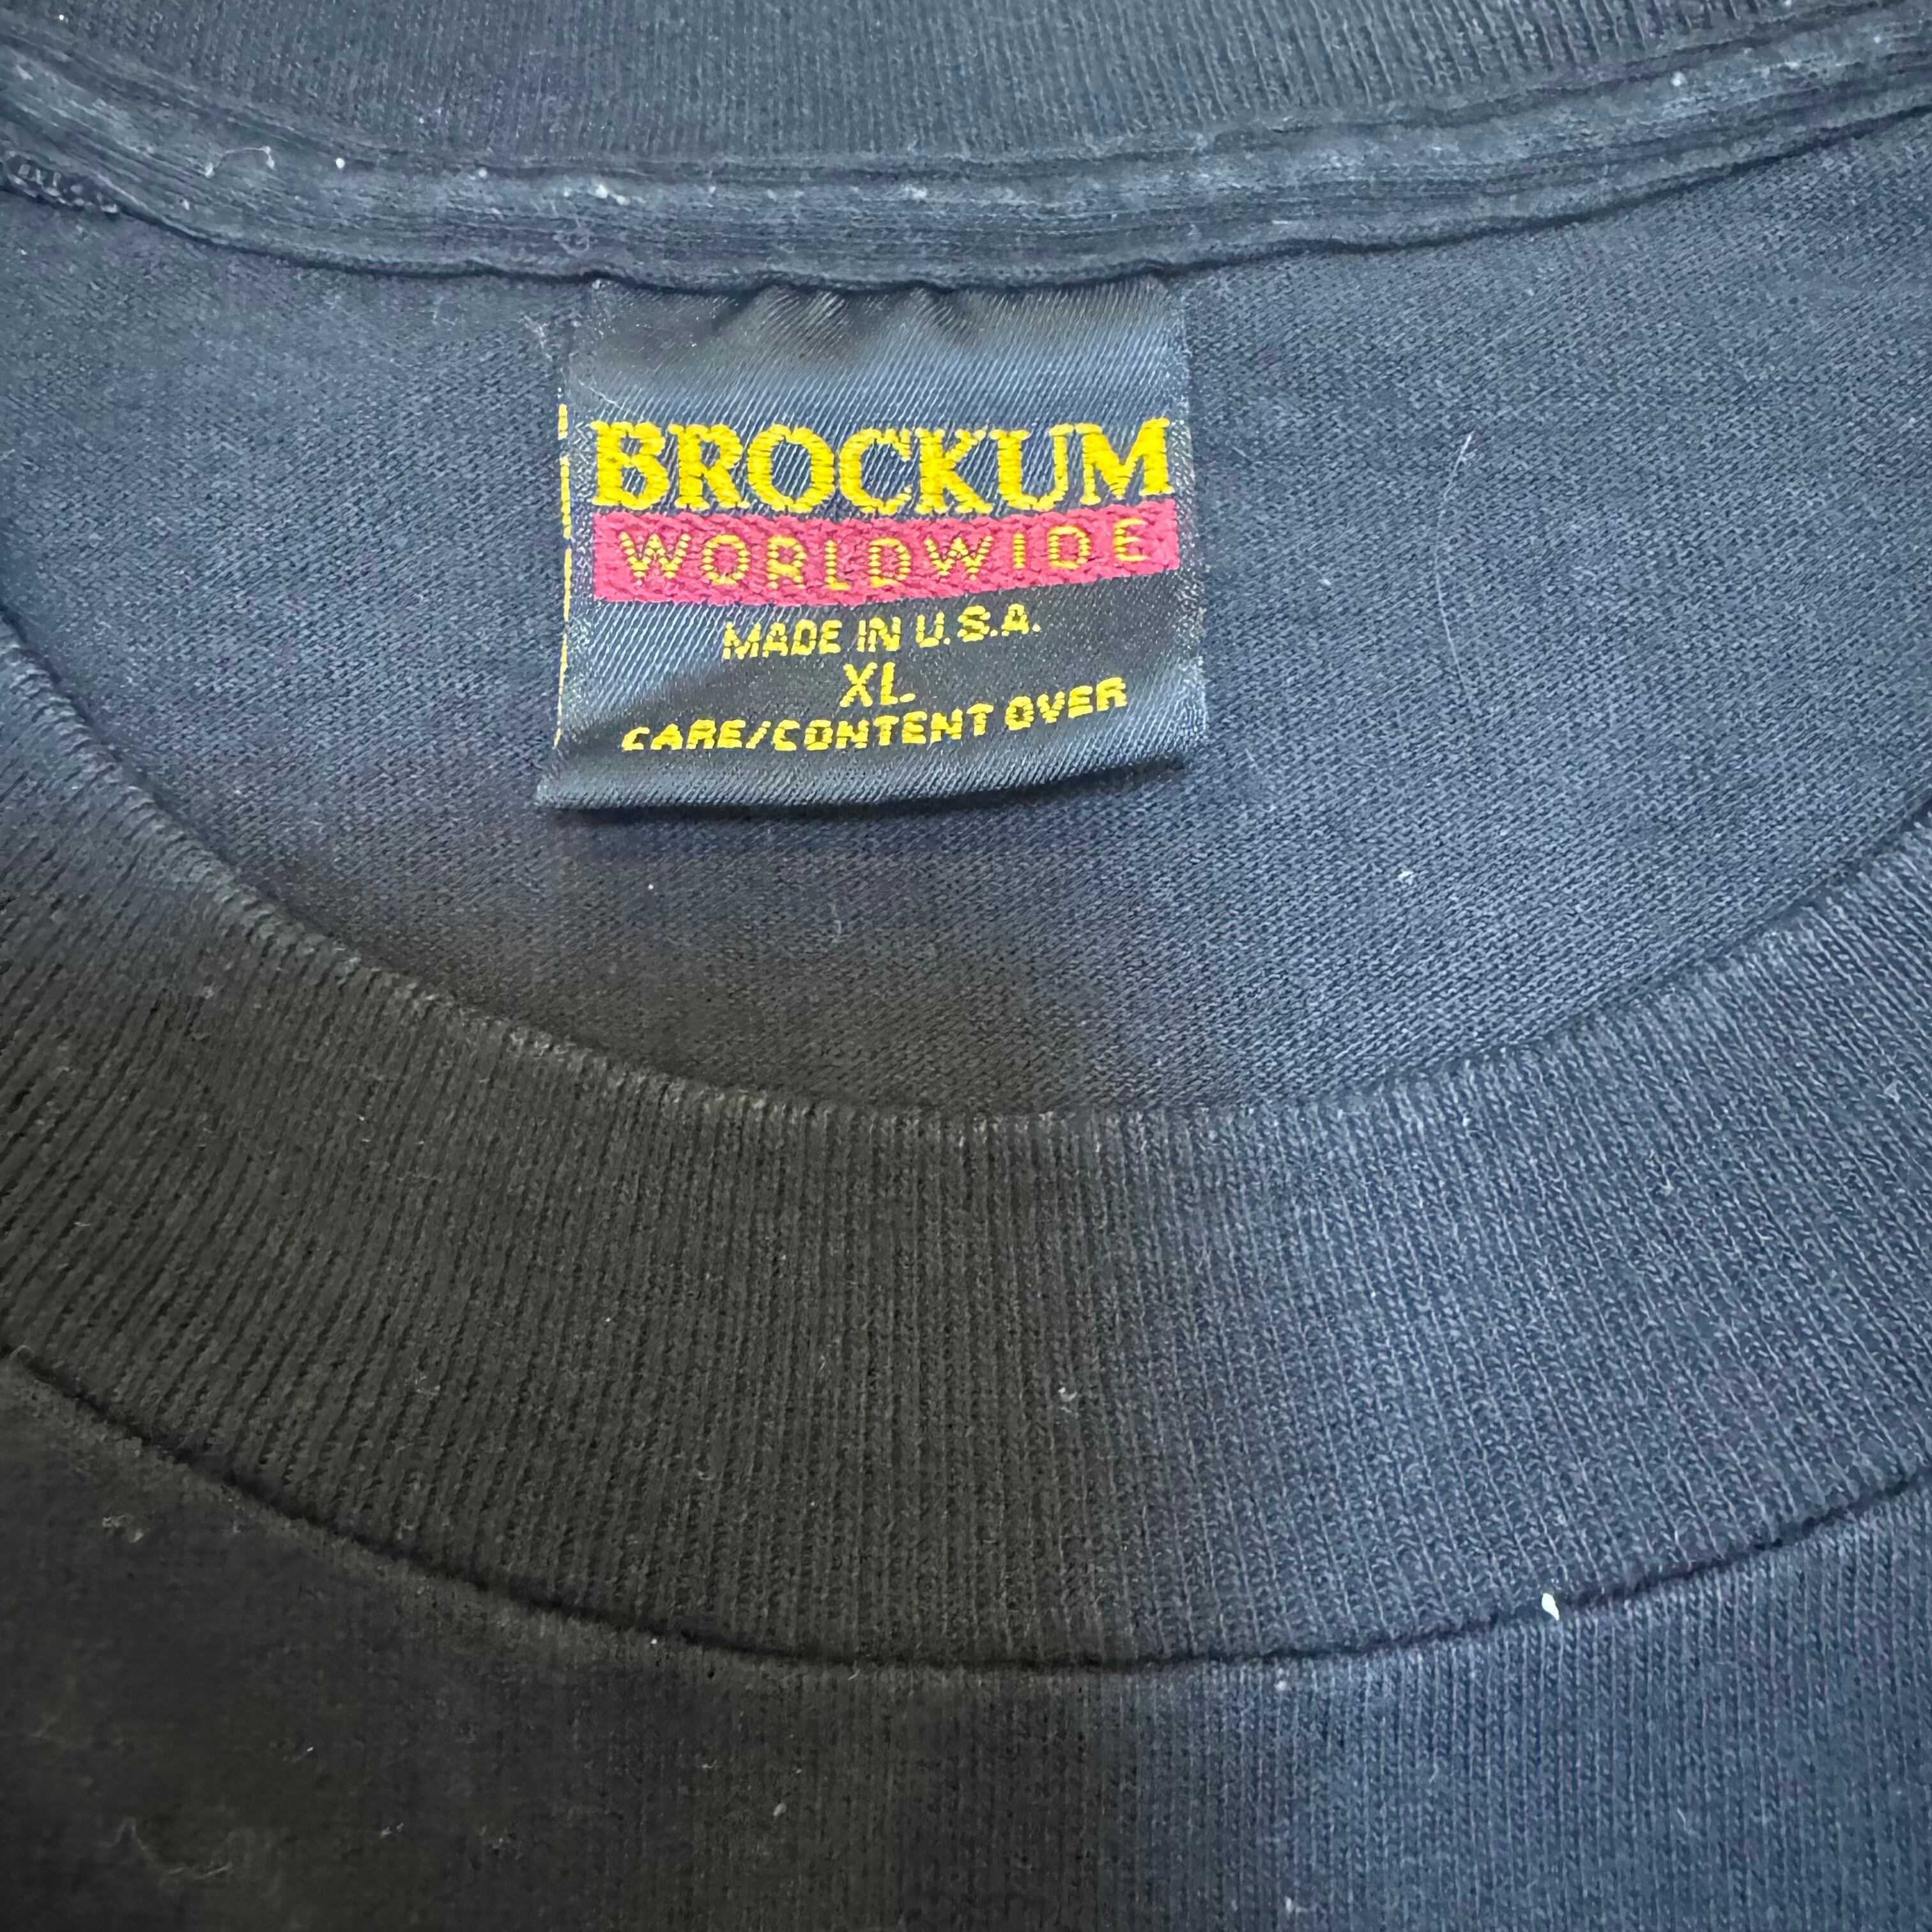 BROCKUM
WORLDWIDE
MADE IN U.S.A.
XL
CARE/CONTENT OVER